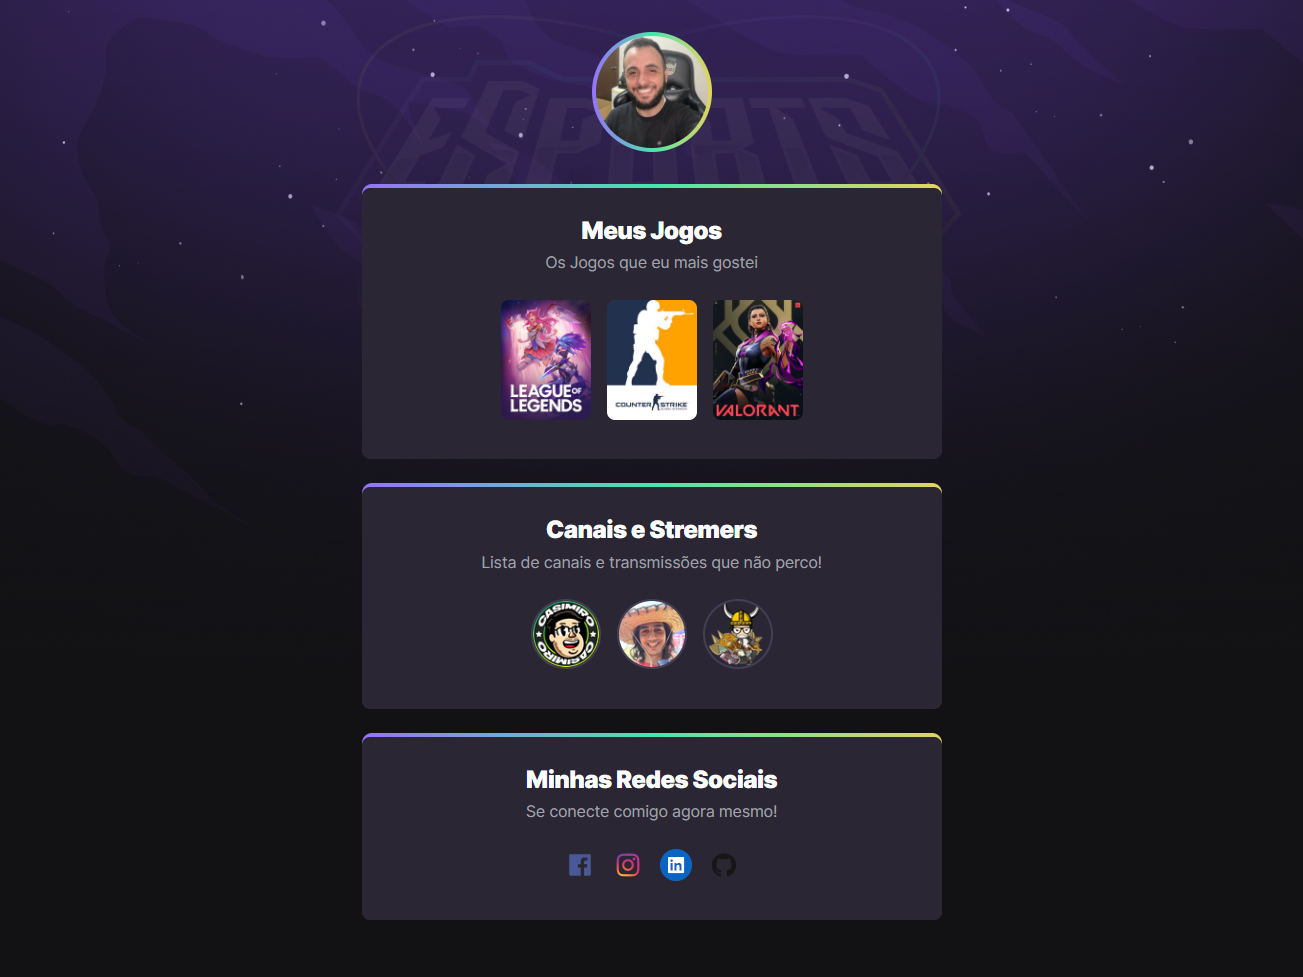 ESPORTS
Meus Jogos
Os Jogos que eu mais gostei
LEAGUE OF
LEGENDS
COUNTER STRIKE
VALORANT
Canais e Stremers
Lista de canais e transmissões que não perco!
CASIMIRO
CASIMIRO
Minhas Redes Sociais
Se conecte comigo agora mesmo!
in